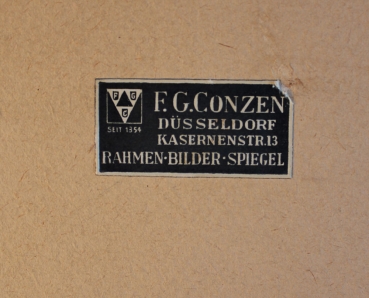 F G
C
SEIT 1854
F. G. CONZEN
DÜSSELDORF
KASERNENSTR. 13
RAHMEN · BILDER · SPIEGEL